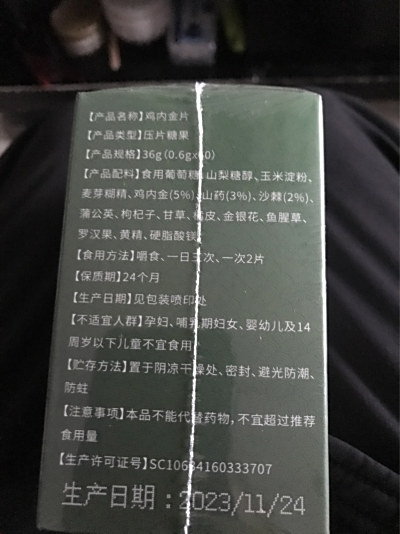 【产品名称】鸡内金片
【产品类型】压片糖果
【产品规格】36g(0.6gx60)
【产品配料】食用葡萄糖、山梨糖醇、玉米淀粉、
麦芽糊精、鸡内金(5%)、山药(3%)、沙棘(2%)、
蒲公英、枸杞子、甘草、橘皮、金银花、鱼腥草、
罗汉果、黄精、硬脂酸镁
【食用方法】嚼食、一日三次、一次2片
【保质期】24个月
【生产日期】见包装喷印处
【不适宜人群】孕妇、哺乳期妇女、婴幼儿及14
周岁以下儿童不宜食用
【贮存方法】置于阴凉干燥处、密封、避光防潮、
防蛀
【注意事项】本品不能代替药物,不宜超过推荐
食用量
【生产许可证号】SC10634160333707
生产日期:2023/11/24